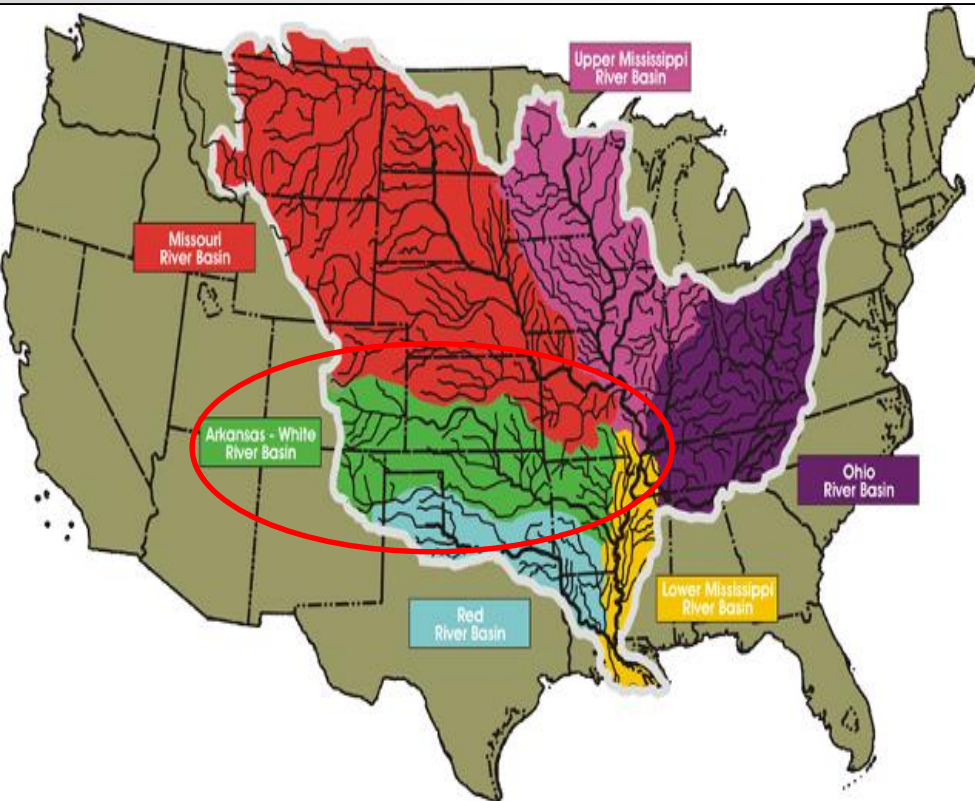 Upper Mississippi
River Basin
Missouri
River Basin
Arkansas - White
River Basin
Ohio
River Basin
Lower Mississippi
River Basin
Red
River Basin